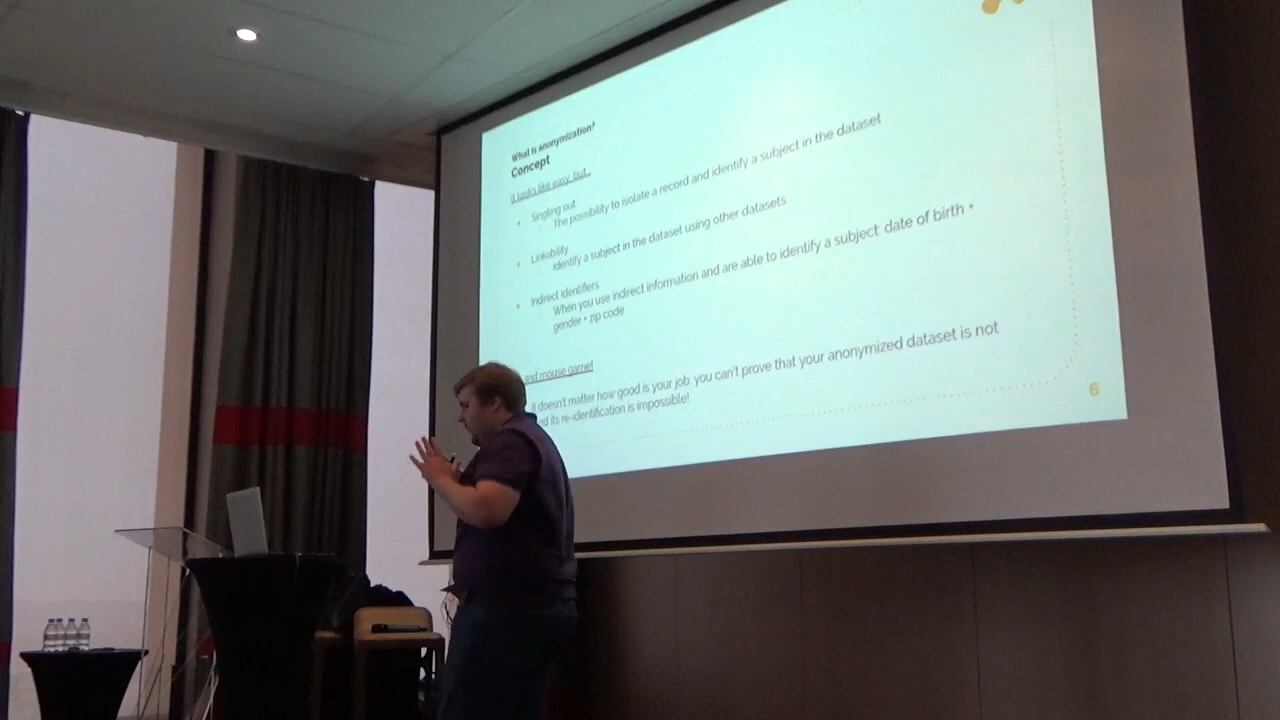 What is anonymization?
Concept
It looks like easy, but...
Singling out
The possibility to isolate a record and identify a subject in the dataset
Linkability
identify a subject in the dataset using other datasets
Indirect identifiers
When you use indirect information and are able to identify a subject: date of birth +
gender + zip code
and mouse game!
It doesn't matter how good is your job: you can't prove that your anonymized dataset is not
its re-identification is impossible!
6